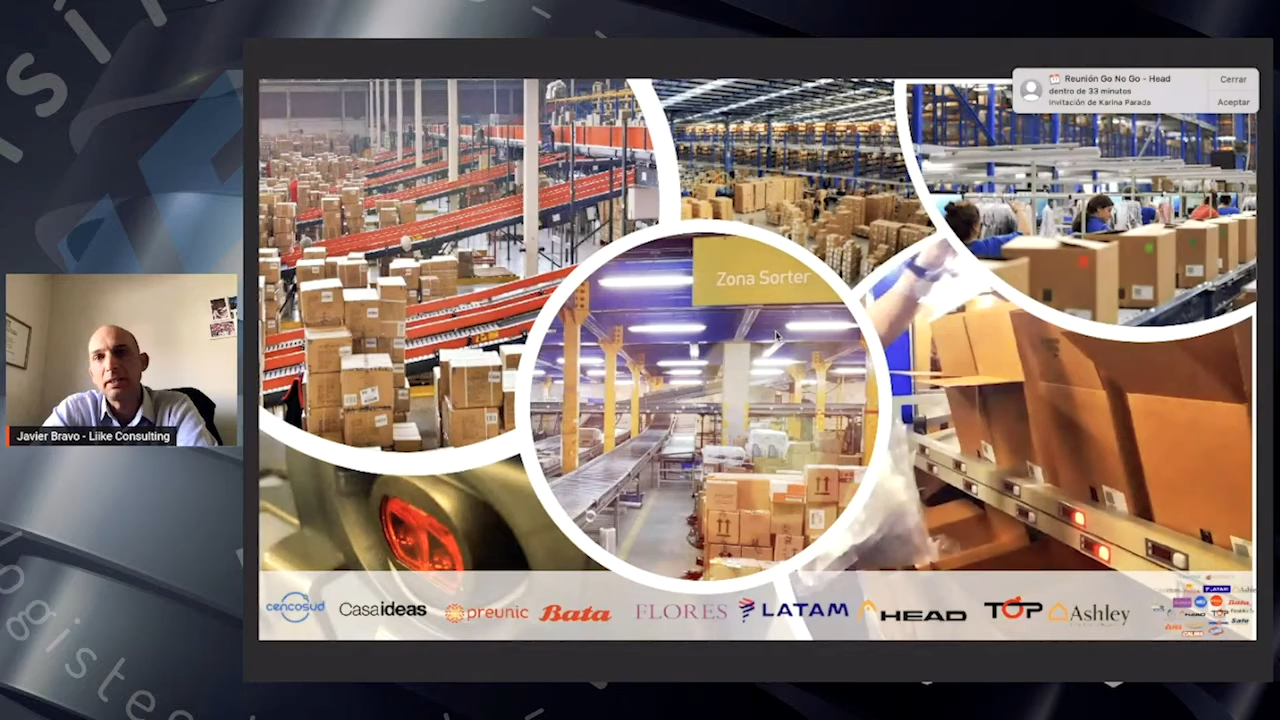 Reunión Go No Go - Head
Cerrar
dentro de 33 minutos
Invitación de Karina Parada
Aceptar
Zona Sorter
Javier Bravo - Liike Consulting
cencosud
Casaideas
preunic
Bata
FLORES
LATAM
HEAD
TOP
Ashley